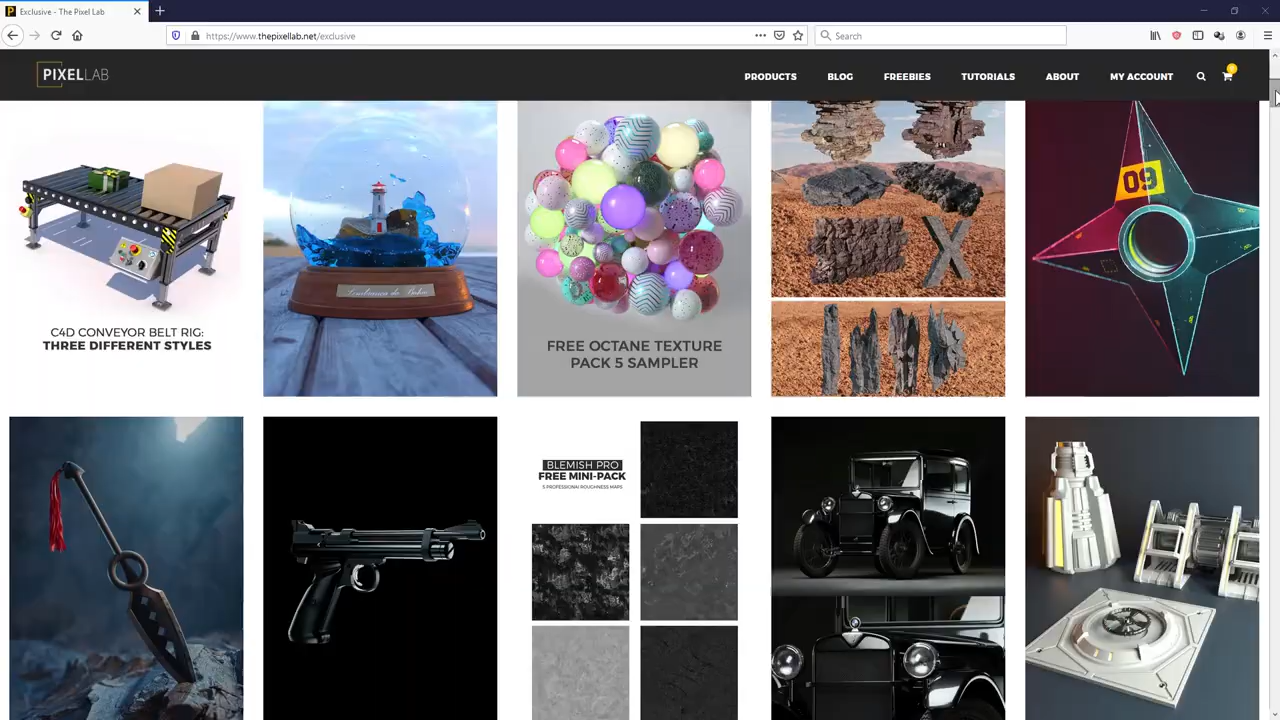 Exclusive - The Pixel Lab
https://www.thepixellab.net/exclusive
Search
PIXELLAB
PRODUCTS
BLOG
FREEBIES
TUTORIALS
ABOUT
MY ACCOUNT
0
C4D CONVEYOR BELT RIG:
THREE DIFFERENT STYLES
FREE OCTANE TEXTURE
PACK 5 SAMPLER
09
BLEMISH PRO
FREE MINI-PACK
5 PROFESSIONAL ROUGHNESS MAPS